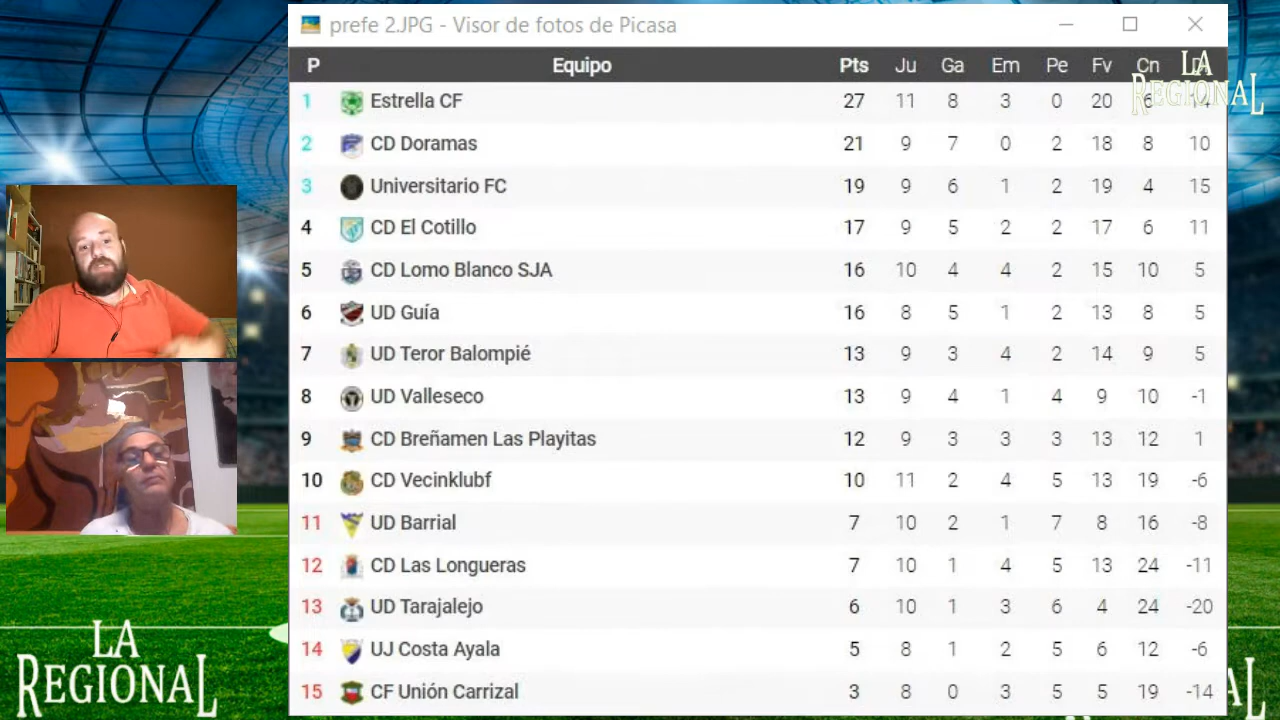 prefe 2.JPG - Visor de fotos de Picasa
P Equipo Pts Ju Ga Em Pe Fv Cn
LA
REGIONAL
1 Estrella CF 27 11 8 3 0 20 6 14
2 CD Doramas 21 9 7 0 2 18 8 10
3 Universitario FC 19 9 6 1 2 19 4 15
4 CD El Cotillo 17 9 5 2 2 17 6 11
5 CD Lomo Blanco SJA 16 10 4 4 2 15 10 5
6 UD Guía 16 8 5 1 2 13 8 5
7 UD Teror Balompié 13 9 3 4 2 14 9 5
8 UD Valleseco 13 9 4 1 4 9 10 -1
9 CD Breñamen Las Playitas 12 9 3 3 3 13 12 1
10 CD Vecinklubf 10 11 2 4 5 13 19 -6
11 UD Barrial 7 10 2 1 7 8 16 -8
12 CD Las Longueras 7 10 1 4 5 13 24 -11
13 UD Tarajalejo 6 10 1 3 6 4 24 -20
14 UJ Costa Ayala 5 8 1 2 5 6 12 -6
15 CF Unión Carrizal 3 8 0 3 5 5 19 -14
LA
REGIONAL